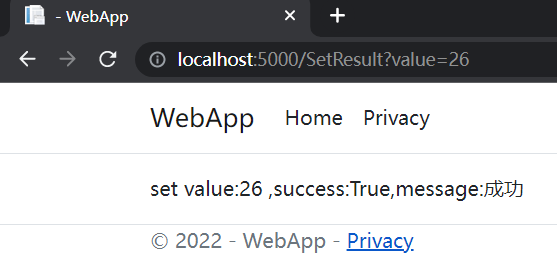 - WebApp
localhost:5000/SetResult?value=26
WebApp Home Privacy
set value:26 ,success:True,message:成功
© 2022 - WebApp - Privacy